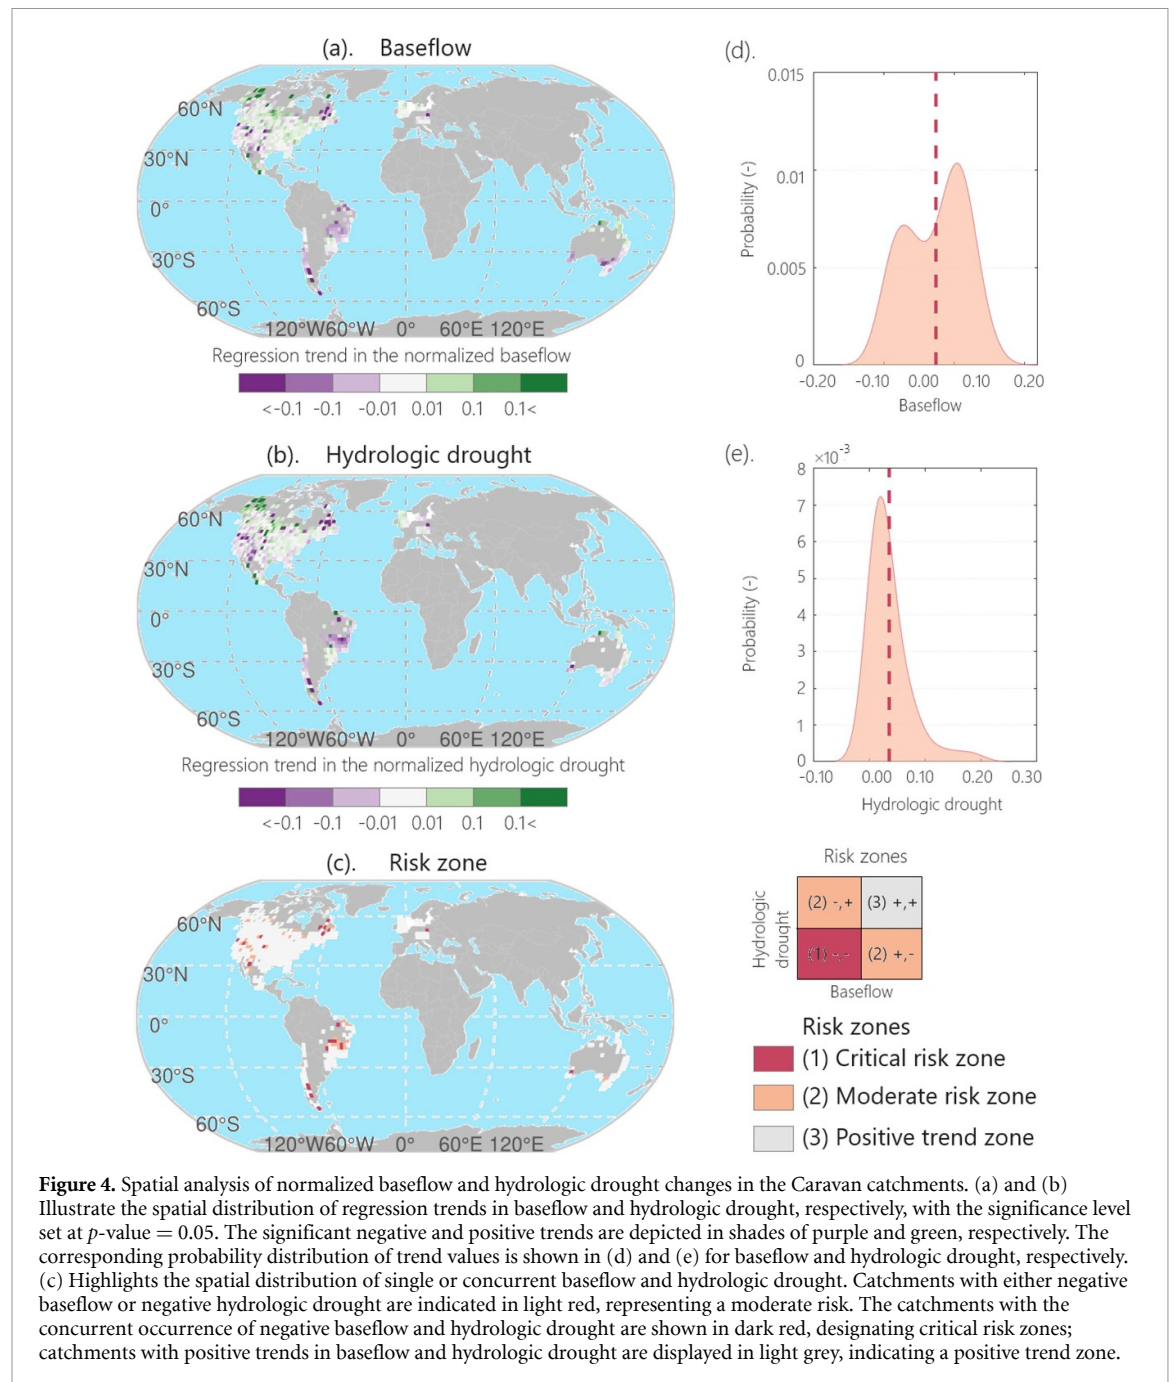 (a). Baseflow
60°N
30°N
0°
30°S
60°S
120°W 60°W 0° 60°E 120°E
Regression trend in the normalized baseflow
<-0.1 -0.1 -0.01 0.01 0.1 0.1<
(d).
0.015
0.01
0.005
0
Probability (-)
-0.20 -0.10 0.00 0.10 0.20
Baseflow
(b). Hydrologic drought
60°N
30°N
0°
30°S
60°S
120°W 60°W 0° 60°E 120°E
Regression trend in the normalized hydrologic drought
<-0.1 -0.1 -0.01 0.01 0.1 0.1<
(e).
×10⁻³
8
7
6
5
4
3
2
1
0
Probability (-)
-0.10 0.00 0.10 0.20 0.30
Hydrologic drought
(c). Risk zone
60°N
30°N
0°
30°S
60°S
120°W 60°W 0° 60°E 120°E
Risk zones
Hydrologic
drought
(2) -,+ (3) +,+
(1) -,- (2) +,-
Baseflow
Risk zones
(1) Critical risk zone
(2) Moderate risk zone
(3) Positive trend zone
Figure 4. Spatial analysis of normalized baseflow and hydrologic drought changes in the Caravan catchments. (a) and (b)
Illustrate the spatial distribution of regression trends in baseflow and hydrologic drought, respectively, with the significance level
set at p-value = 0.05. The significant negative and positive trends are depicted in shades of purple and green, respectively. The
corresponding probability distribution of trend values is shown in (d) and (e) for baseflow and hydrologic drought, respectively.
(c) Highlights the spatial distribution of single or concurrent baseflow and hydrologic drought. Catchments with either negative
baseflow or negative hydrologic drought are indicated in light red, representing a moderate risk. The catchments with the
concurrent occurrence of negative baseflow and hydrologic drought are shown in dark red, designating critical risk zones;
catchments with positive trends in baseflow and hydrologic drought are displayed in light grey, indicating a positive trend zone.